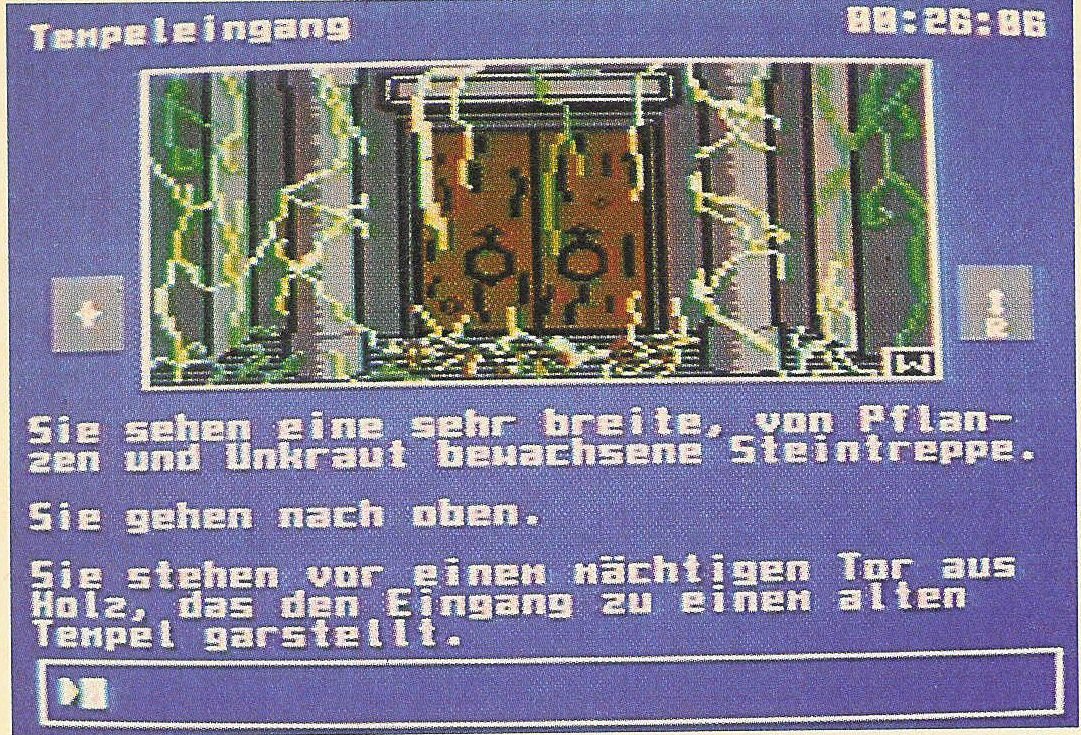 Tempeleingang 00:26:06
W
R
Sie sehen eine sehr breite, von Pflan-
zen und Unkraut bewachsene Steintreppe.
Sie gehen nach oben.
Sie stehen vor einem mächtigen Tor aus
Holz, das den Eingang zu einem alten
Tempel garstellt.